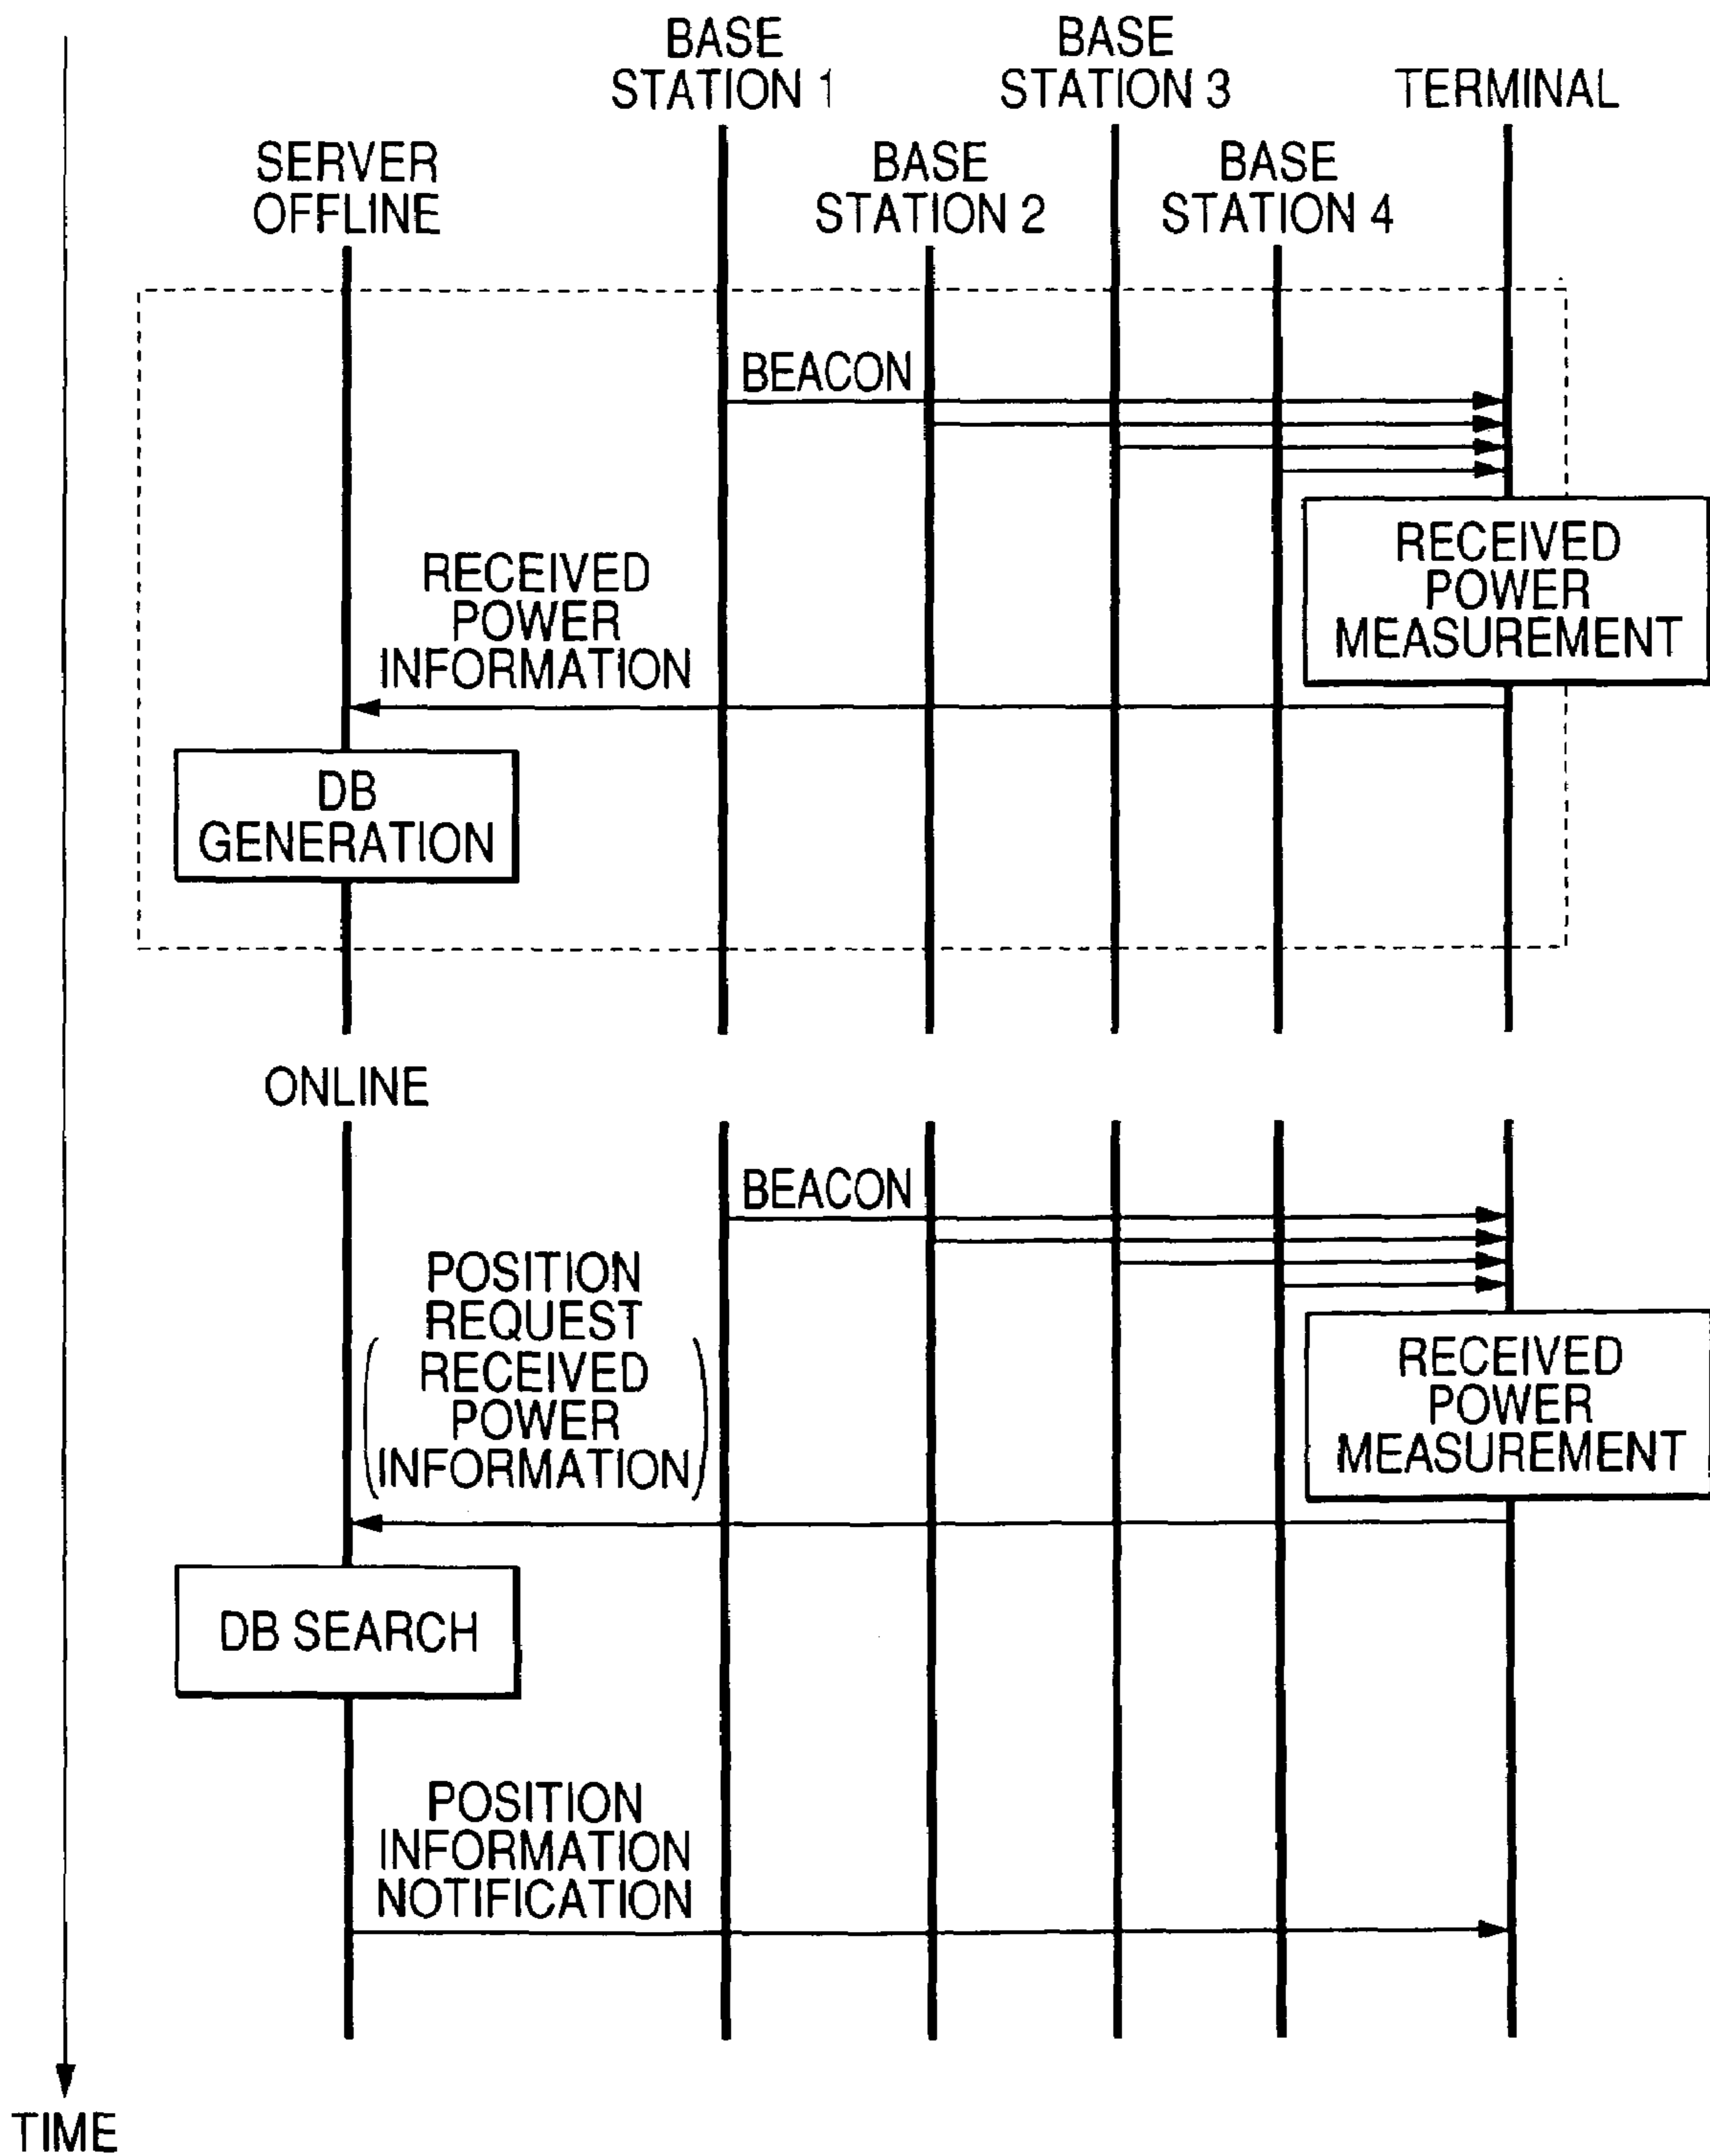 BASE
STATION 1
BASE
STATION 3
TERMINAL
SERVER
OFFLINE
BASE
STATION 2
BASE
STATION 4
BEACON
RECEIVED
POWER
MEASUREMENT
RECEIVED
POWER
INFORMATION
DB
GENERATION
ONLINE
BEACON
POSITION
REQUEST
(RECEIVED
POWER
INFORMATION)
RECEIVED
POWER
MEASUREMENT
DB SEARCH
POSITION
INFORMATION
NOTIFICATION
TIME